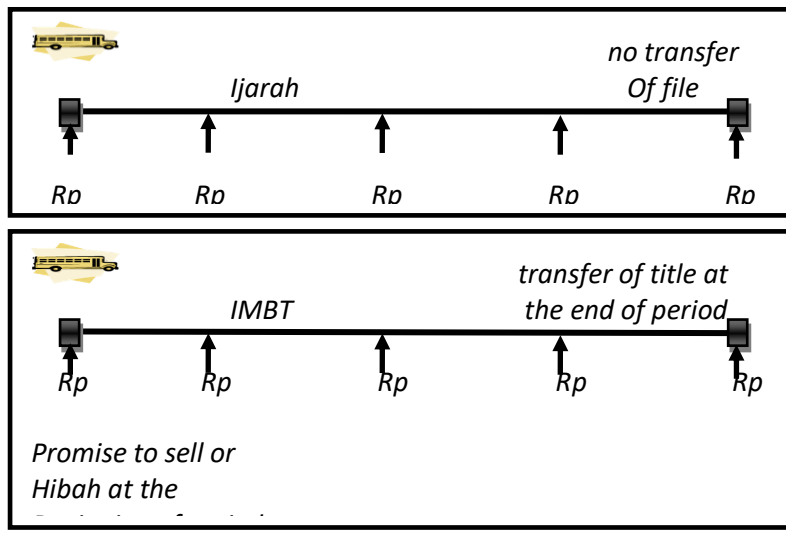 no transfer
Ijarah Of file
Rp Rp Rp Rp Rp
transfer of title at
IMBT the end of period
Rp Rp Rp Rp Rp
Promise to sell or
Hibah at the